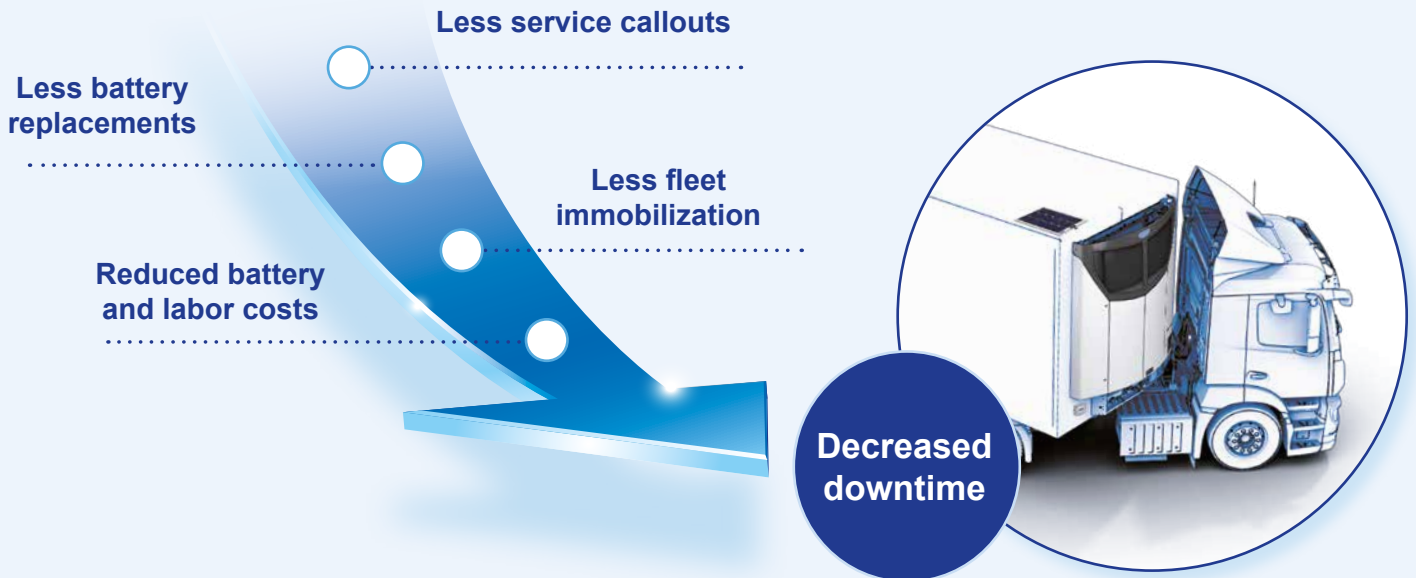 Less service callouts
Less battery
replacements
Less fleet
immobilization
Reduced battery
and labor costs
Decreased
downtime